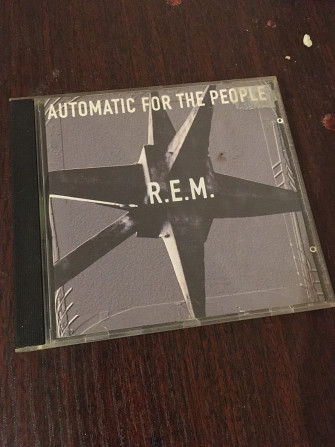 AUTOMATIC FOR THE PEOPLE
R.E.M.